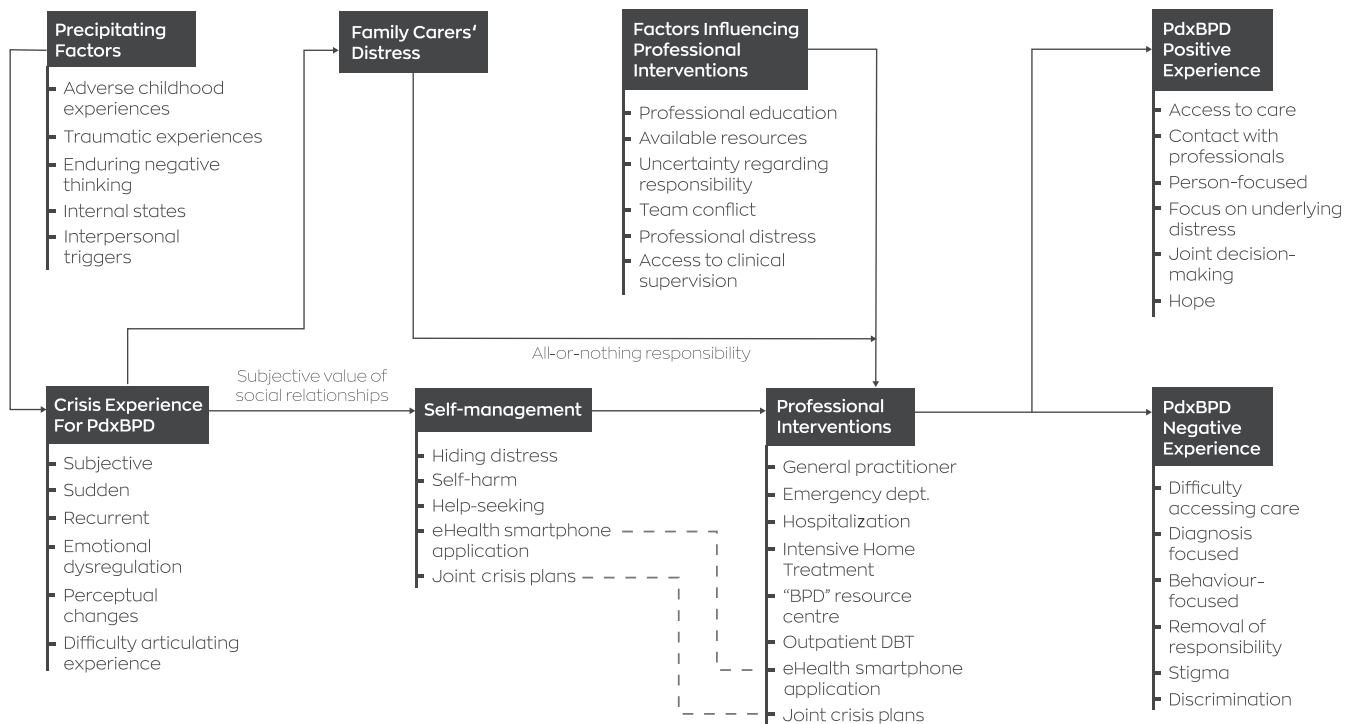 Precipitating
Factors
Adverse childhood
experiences
Traumatic experiences
Enduring negative
thinking
Internal states
Interpersonal
triggers
Family Carers'
Distress
Factors Influencing
Professional
Interventions
Professional education
Available resources
Uncertainty regarding
responsibility
Team conflict
Professional distress
Access to clinical
supervision
PdxBPD
Positive
Experience
Access to care
Contact with
professionals
Person-focused
Focus on underlying
distress
Joint decision-
making
Hope
All-or-nothing responsibility
Subjective value of
social relationships
Crisis Experience
For PdxBPD
Subjective
Sudden
Recurrent
Emotional
dysregulation
Perceptual
changes
Difficulty articulating
experience
Self-management
Hiding distress
Self-harm
Help-seeking
eHealth smartphone
application
Joint crisis plans
Professional
Interventions
General practitioner
Emergency dept.
Hospitalization
Intensive Home
Treatment
“BPD” resource
centre
Outpatient DBT
eHealth smartphone
application
Joint crisis plans
PdxBPD
Negative
Experience
Difficulty
accessing care
Diagnosis
focused
Behaviour-
focused
Removal of
responsibility
Stigma
Discrimination